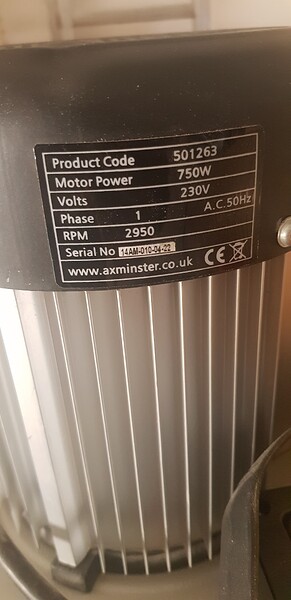 Product Code 501263
Motor Power 750W
Volts 230V
Phase 1 A.C.50Hz
RPM 2950
Serial No 14AM-010-04-22
www.axminster.co.uk CE